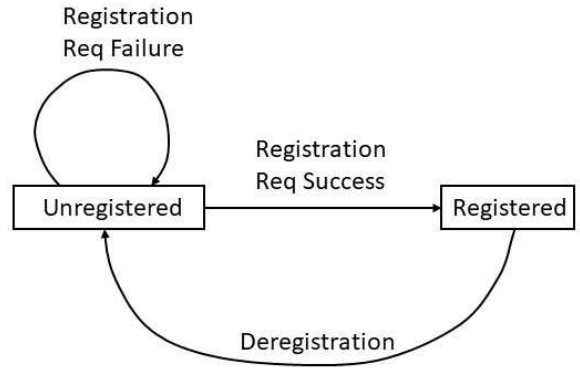 Registration
Req Failure
Registration
Req Success
Unregistered
Registered
Deregistration